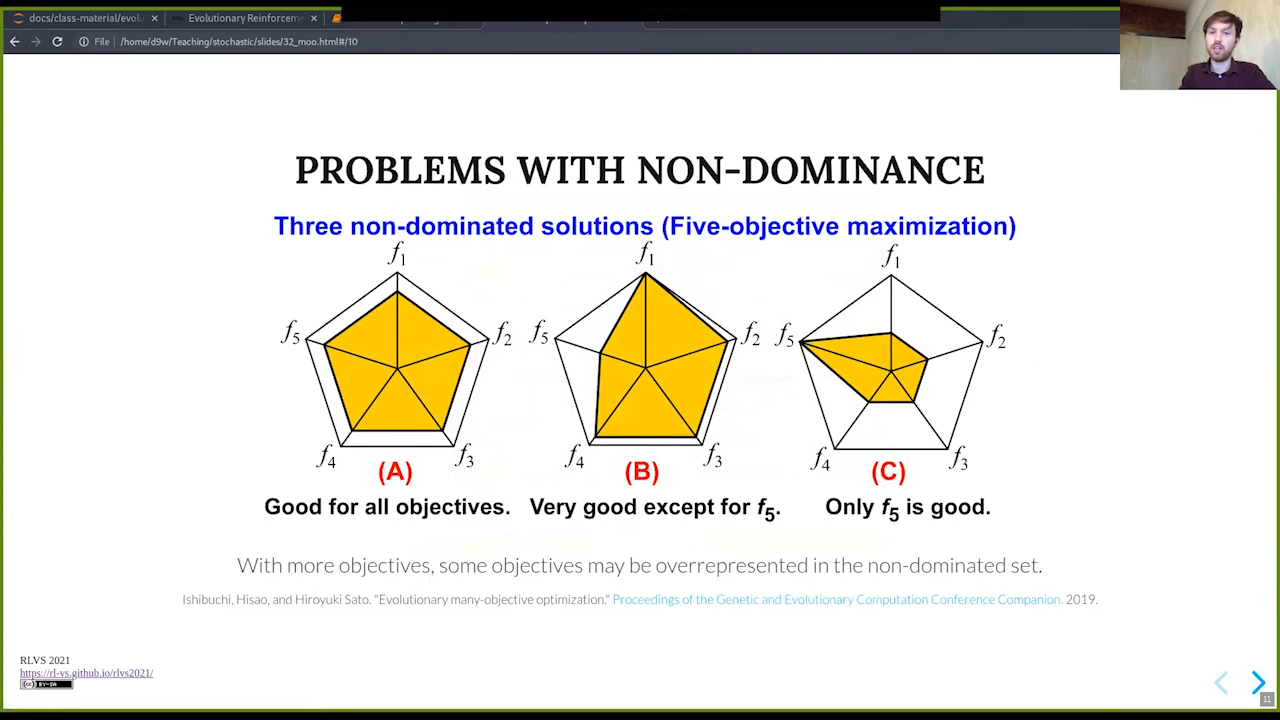 docs/class-material/evolu
Evolutionary Reinforceme
File
/home/d9w/Teaching/stochastic/slides/32_moo.html#/10
PROBLEMS WITH NON-DOMINANCE
Three non-dominated solutions (Five-objective maximization)
f1 f1 f1
f5 f2 f5 f2 f5 f2
f4 f3 f4 f3 f4 f3
(A) (B) (C)
Good for all objectives. Very good except for f5. Only f5 is good.
With more objectives, some objectives may be overrepresented in the non-dominated set.
Ishibuchi, Hisao, and Hiroyuki Sato. "Evolutionary many-objective optimization." Proceedings of the Genetic and Evolutionary Computation Conference Companion. 2019.
RLVS 2021
https://rl-vs.github.io/rlvs2021/
CC BY-SA
11